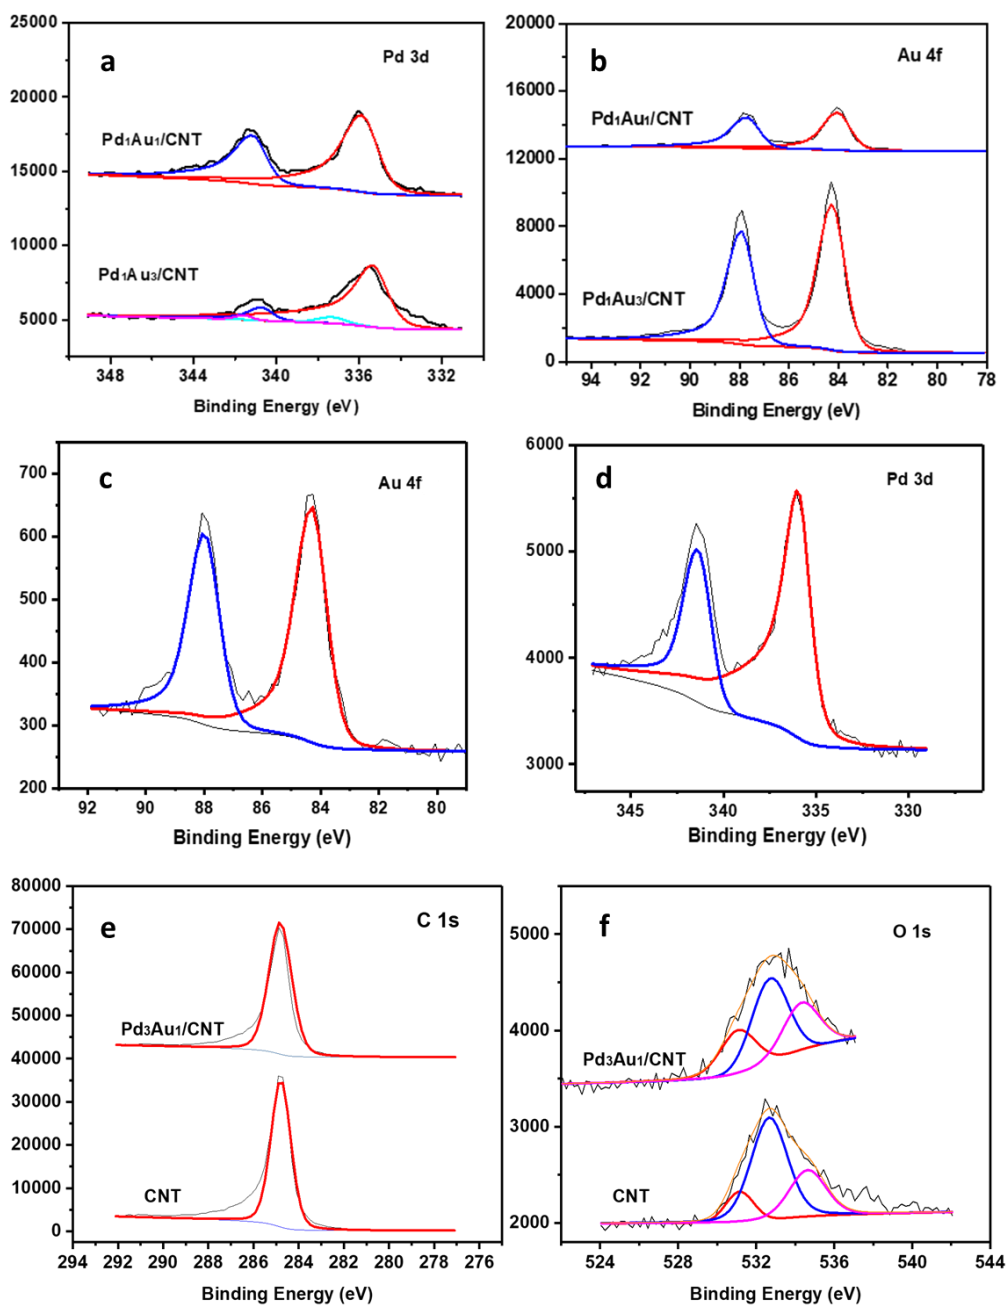 a
Pd 3d
Pd₁Au₁/CNT
Pd₁Au₃/CNT
25000
20000
15000
10000
5000
348
344
340
336
332
Binding Energy (eV)
b
Au 4f
Pd₁Au₁/CNT
Pd₁Au₃/CNT
20000
16000
12000
8000
4000
0
94
92
90
88
86
84
82
80
78
Binding Energy (eV)
c
Au 4f
700
600
500
400
300
200
92
90
88
86
84
82
80
Binding Energy (eV)
d
Pd 3d
6000
5000
4000
3000
345
340
335
330
Binding Energy (eV)
e
C 1s
Pd₃Au₁/CNT
CNT
80000
70000
60000
50000
40000
30000
20000
10000
0
294
292
290
288
286
284
282
280
278
276
Binding Energy (eV)
f
O 1s
Pd₃Au₁/CNT
CNT
5000
4000
3000
2000
524
528
532
536
540
544
Binding Energy (eV)